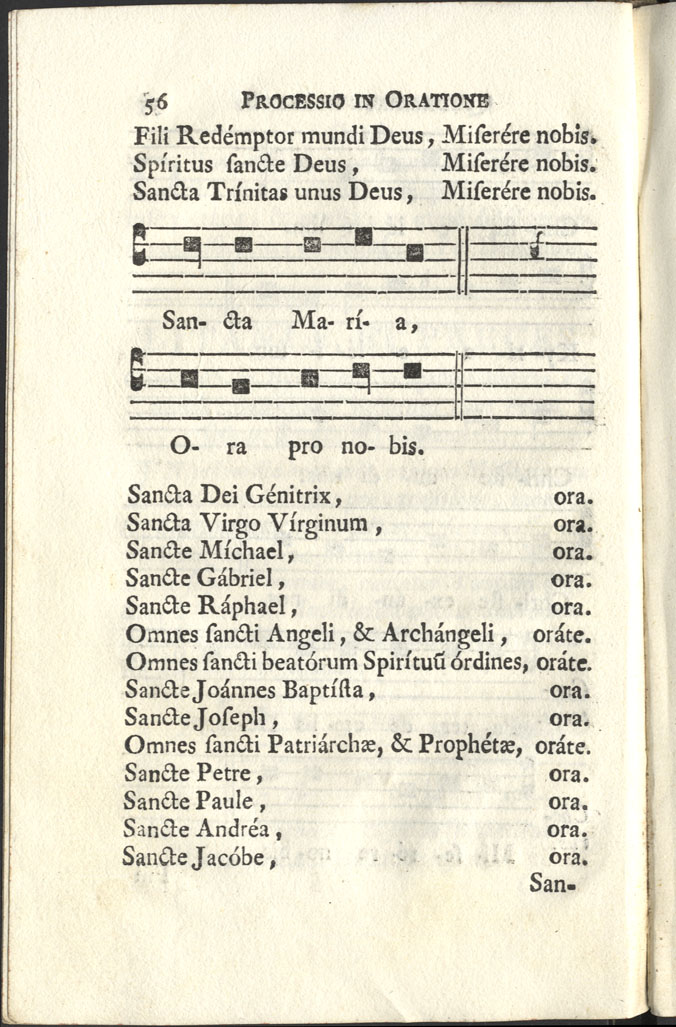 56 PROCESSIO IN ORATIONE
Fili Redémptor mundi Deus, Miſerére nobis.
Spíritus ſancte Deus, Miſerére nobis.
Sancta Trínitas unus Deus, Miſerére nobis.
San- cta Ma- rí- a,
O- ra pro no- bis.
Sancta Dei Génitrix, ora.
Sancta Virgo Vírginum, ora.
Sancte Míchael, ora.
Sancte Gábriel, ora.
Sancte Ráphael, ora.
Omnes ſancti Angeli, & Archángeli, oráte.
Omnes ſancti beatórum Spirítuū órdines, oráte.
Sancte Joánnes Baptíſta, ora.
Sancte Joſeph, ora.
Omnes ſancti Patriárchæ, & Prophétæ, oráte.
Sancte Petre, ora.
Sancte Paule, ora.
Sancte Andréa, ora.
Sancte Jacóbe, ora.
San-